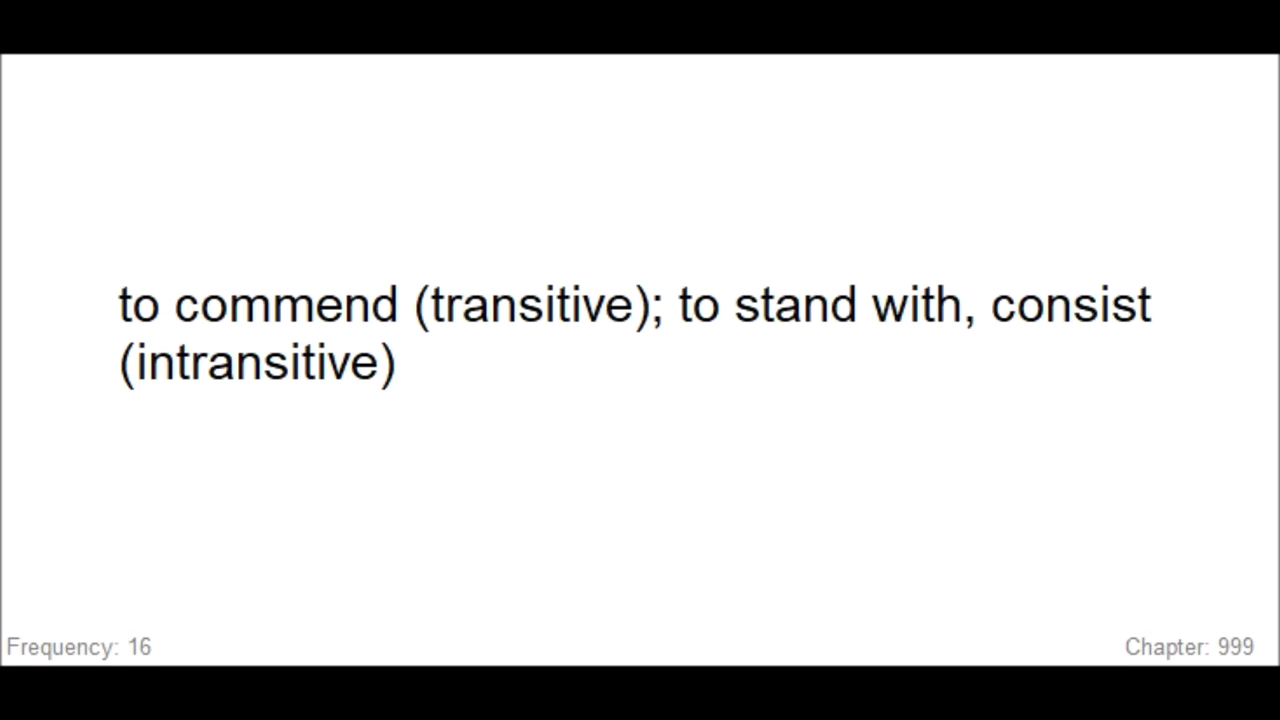 to commend (transitive); to stand with, consist
(intransitive)
Frequency: 16
Chapter: 999